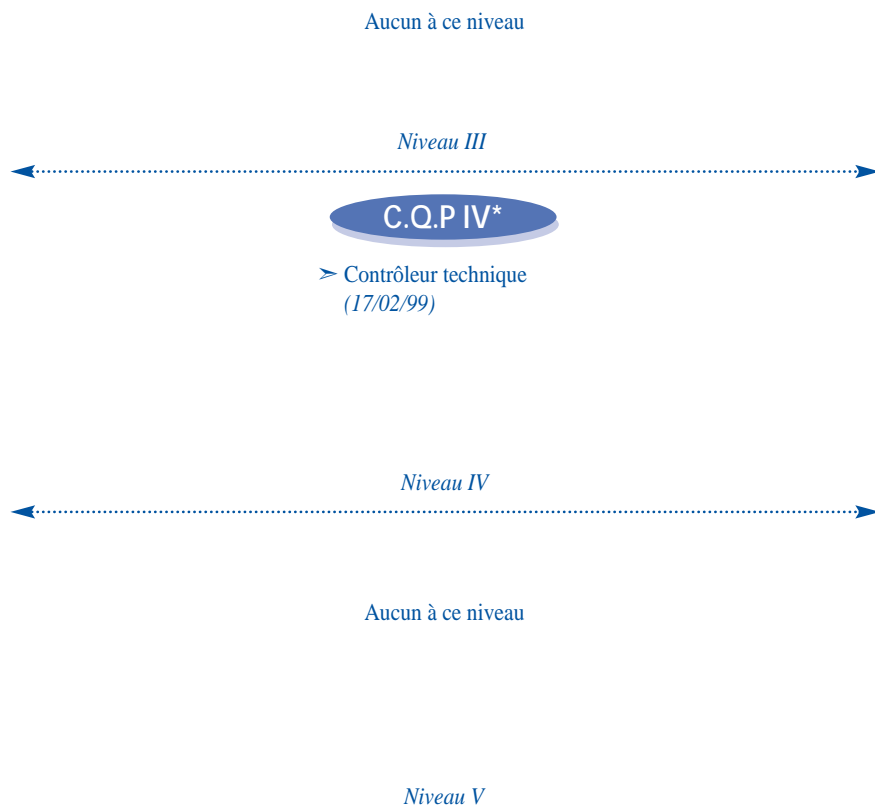 Aucun à ce niveau
Niveau III
C.Q.P IV*
➣ Contrôleur technique
(17/02/99)
Niveau IV
Aucun à ce niveau
Niveau V